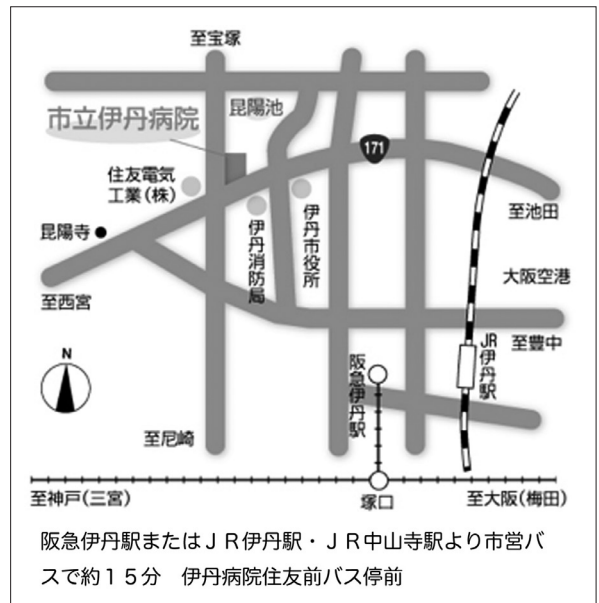 至宝塚
市立伊丹病院
昆陽池
171
住友電気
工業(株)
昆陽寺
伊丹消防局
伊丹市役所
至池田
大阪空港
至西宮
至豊中
JR伊丹駅
阪急伊丹駅
N
至尼崎
至神戸(三宮)
塚口
至大阪(梅田)
阪急伊丹駅またはJR伊丹駅・JR中山寺駅より市営バ
スで約15分　伊丹病院住友前バス停前